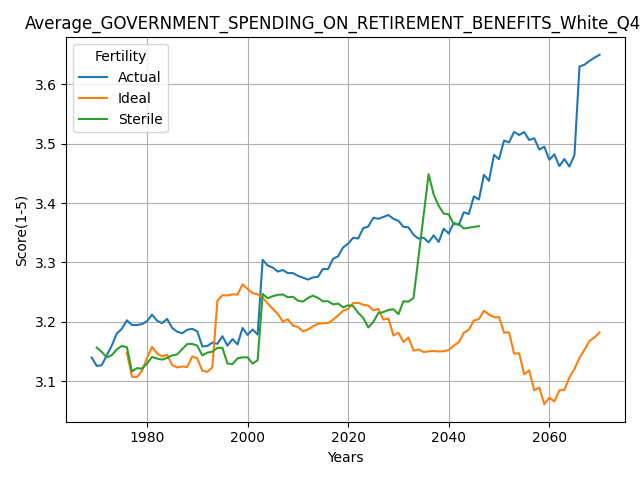 Average_GOVERNMENT_SPENDING_ON_RETIREMENT_BENEFITS_White_Q4
Fertility
Actual
Ideal
Sterile
Score(1-5)
3.6
3.5
3.4
3.3
3.2
3.1
1980 2000 2020 2040 2060
Years